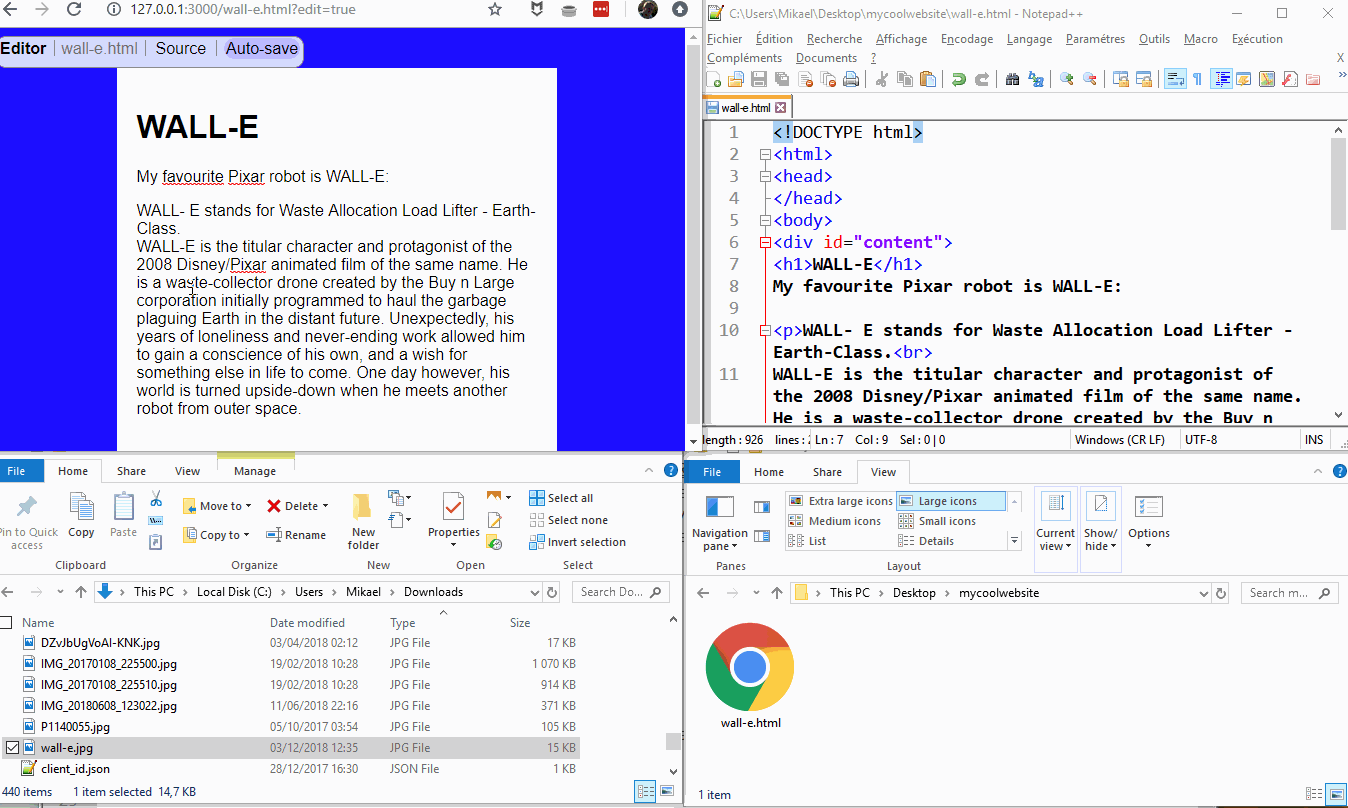 127.0.0.1:3000/wall-e.html?edit=true
Editor | wall-e.html | Source | Auto-save
WALL-E
My favourite Pixar robot is WALL-E:
WALL- E stands for Waste Allocation Load Lifter - Earth-
Class.
WALL-E is the titular character and protagonist of the
2008 Disney/Pixar animated film of the same name. He
is a waste-collector drone created by the Buy n Large
corporation initially programmed to haul the garbage
plaguing Earth in the distant future. Unexpectedly, his
years of loneliness and never-ending work allowed him
to gain a conscience of his own, and a wish for
something else in life to come. One day however, his
world is turned upside-down when he meets another
robot from outer space.
C:\Users\Mikael\Desktop\mycoolwebsite\wall-e.html - Notepad++
Fichier Édition Recherche Affichage Encodage Langage Paramétres Outils Macro Exécution
Compléments Documents ? X
wall-e.html
1 <!DOCTYPE html>
2 <html>
3 <head>
4 </head>
5 <body>
6 <div id="content">
7 <h1>WALL-E</h1>
8 My favourite Pixar robot is WALL-E:
9
10 <p>WALL- E stands for Waste Allocation Load Lifter -
Earth-Class.<br>
11 WALL-E is the titular character and protagonist of
the 2008 Disney/Pixar animated film of the same name.
He is a waste-collector drone created by the Buy n
length : 926 lines : Ln : 7 Col : 9 Sel : 0 | 0 Windows (CR LF) UTF-8 INS
File Home Share View Manage
Pin to Quick
access
Copy
Paste
Move to
Copy to
Delete
Rename
New
folder
Properties
Select all
Select none
Invert selection
Clipboard Organize New Open Select
This PC > Local Disk (C:) > Users > Mikael > Downloads
Search Do...
Name Date modified Type Size
DZvJbUgVoAI-KNK.jpg 03/04/2018 02:12 JPG File 17 KB
IMG_20170108_225500.jpg 19/02/2018 10:28 JPG File 1 070 KB
IMG_20170108_225510.jpg 19/02/2018 10:28 JPG File 914 KB
IMG_20180608_123022.jpg 11/06/2018 22:16 JPG File 371 KB
P1140055.jpg 05/10/2017 03:54 JPG File 105 KB
wall-e.jpg 03/12/2018 12:35 JPG File 15 KB
client_id.json 28/12/2017 16:30 JSON File 1 KB
440 items 1 item selected 14,7 KB
File Home Share View
Navigation
pane
Extra large icons Large icons
Medium icons Small icons
List Details
Current
view
Show/
hide
Options
Panes Layout
This PC > Desktop > mycoolwebsite
Search m...
wall-e.html
1 item